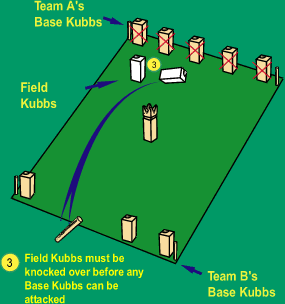 Team A's
Base Kubbs
3
Field
Kubbs
3 Field Kubbs must be
knocked over before any
Base Kubbs can be
attacked
Team B's
Base Kubbs